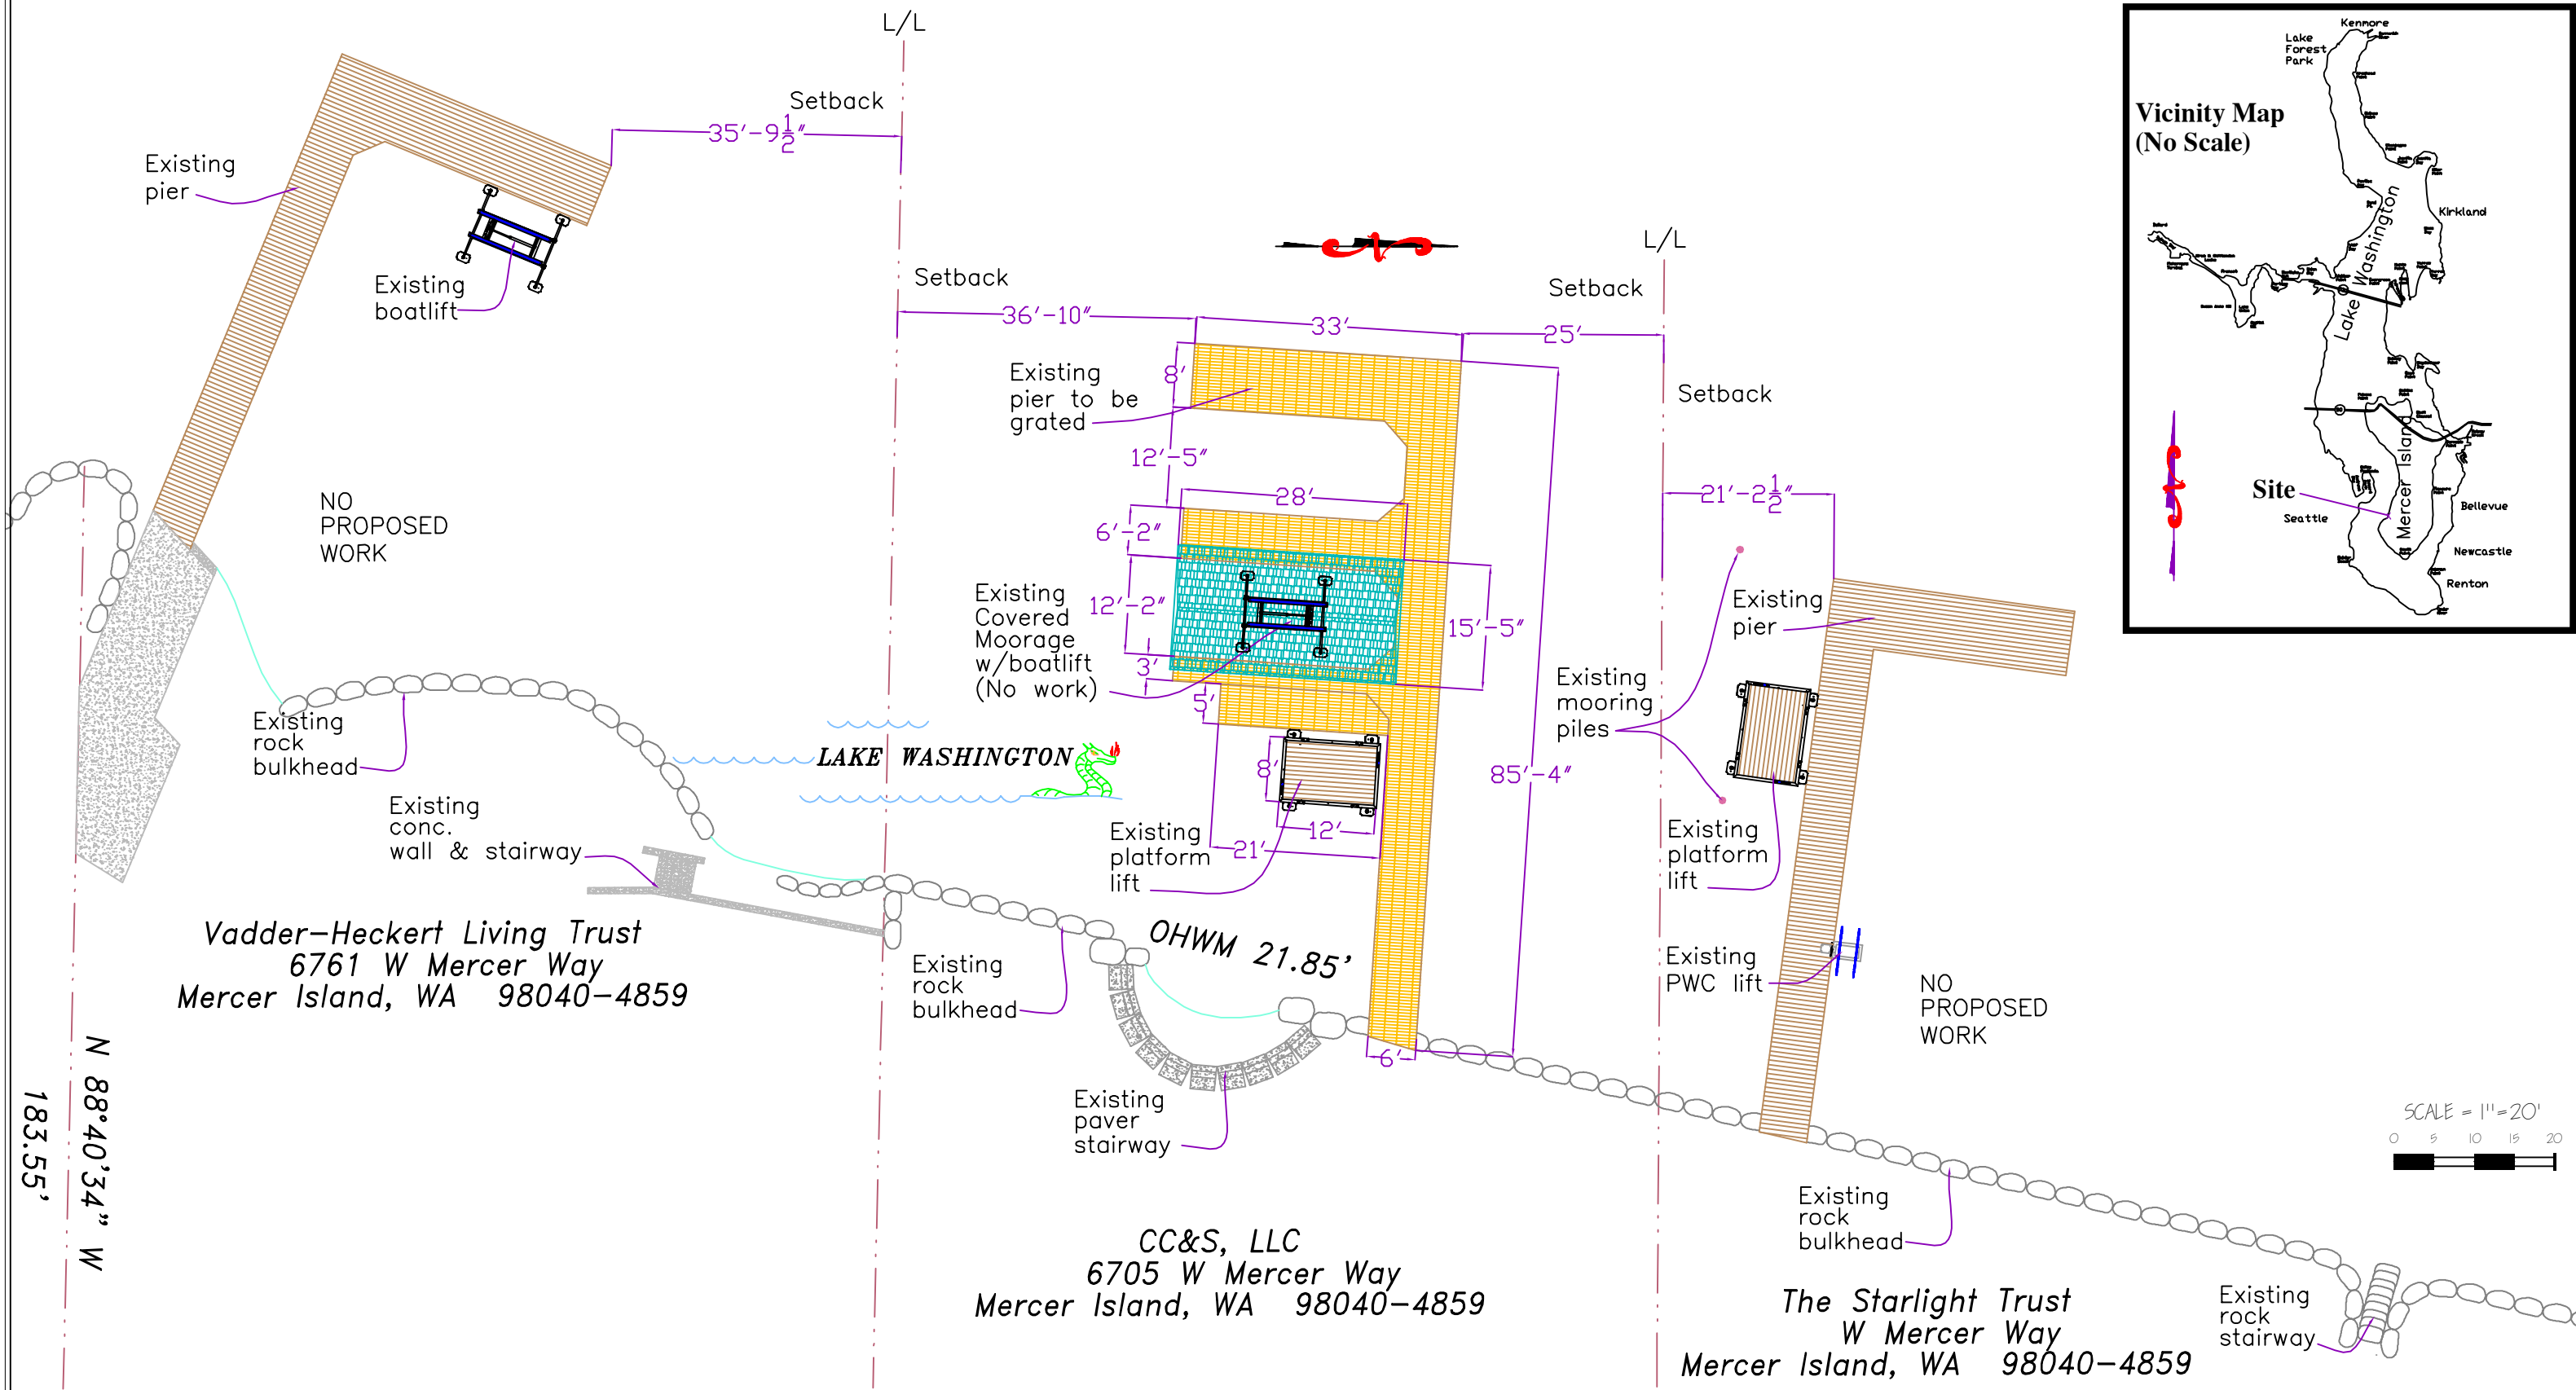 L/L
Setback
35'-9 1/2"
Existing
pier
Existing
boatlift
NO
PROPOSED
WORK
Existing
rock
bulkhead
Existing
conc.
wall & stairway
Vadder-Heckert Living Trust
6761 W Mercer Way
Mercer Island, WA 98040-4859
N 88°40'34" W
183.55'
Setback
36'-10"
33'
25'
Setback
L/L
Setback
N
Existing
pier to be
grated
8'
12'-5"
28'
6'-2"
12'-2"
3'
5'
15'-5"
85'-4"
Existing
Covered
Moorage
w/boatlift
(No work)
LAKE WASHINGTON
8'
12'
21'
Existing
platform
lift
OHWM 21.85'
Existing
rock
bulkhead
6'
Existing
paver
stairway
CC&S, LLC
6705 W Mercer Way
Mercer Island, WA 98040-4859
21'-2 1/2"
Existing
pier
Existing
mooring
piles
Existing
platform
lift
Existing
PWC lift
NO
PROPOSED
WORK
Existing
rock
bulkhead
The Starlight Trust
W Mercer Way
Mercer Island, WA 98040-4859
Existing
rock
stairway
SCALE = 1"=20'
0 5 10 15 20
Vicinity Map
(No Scale)
Kenmore
Lake
Forest
Park
Kirkland
Lake Washington
Mercer Island
Site
Seattle
Bellevue
Newcastle
Renton
N